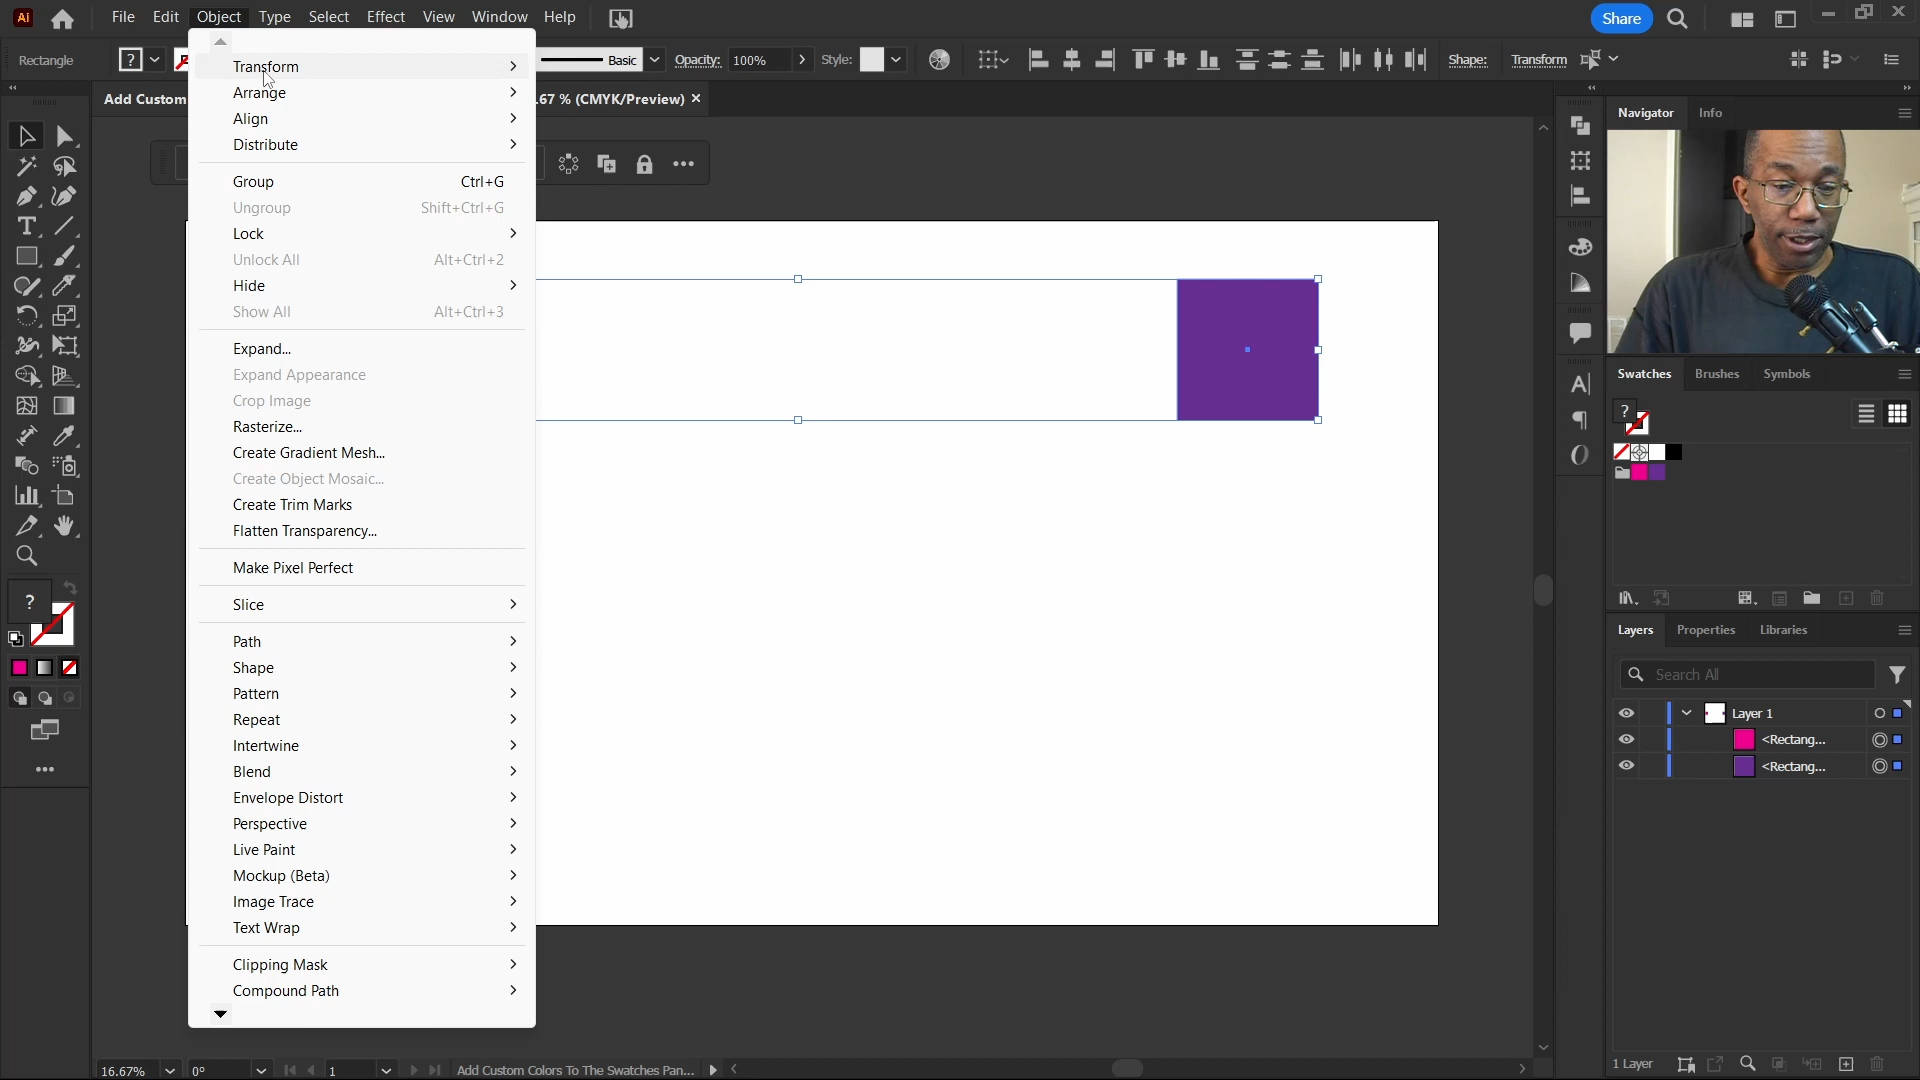 Ai
File Edit Object Type Select Effect View Window Help
Share
Rectangle
?
Basic
Opacity:
100%
Style:
Shape:
Transform
Add Custom
.67 % (CMYK/Preview)
Transform
Arrange
Align
Distribute
Group Ctrl+G
Ungroup Shift+Ctrl+G
Lock
Unlock All Alt+Ctrl+2
Hide
Show All Alt+Ctrl+3
Expand...
Expand Appearance
Crop Image
Rasterize...
Create Gradient Mesh...
Create Object Mosaic...
Create Trim Marks
Flatten Transparency...
Make Pixel Perfect
Slice
Path
Shape
Pattern
Repeat
Intertwine
Blend
Envelope Distort
Perspective
Live Paint
Mockup (Beta)
Image Trace
Text Wrap
Clipping Mask
Compound Path
?
Navigator Info
Swatches Brushes Symbols
?
Layers Properties Libraries
Search All
Layer 1
<Rectang...
<Rectang...
1 Layer
16.67%
0°
1
Add Custom Colors To The Swatches Pan...